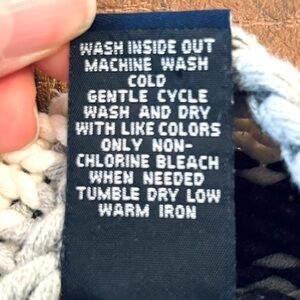 WASH INSIDE OUT
MACHINE WASH
COLD
GENTLE CYCLE
WASH AND DRY
WITH LIKE COLORS
ONLY NON-
CHLORINE BLEACH
WHEN NEEDED
TUMBLE DRY LOW
WARM IRON